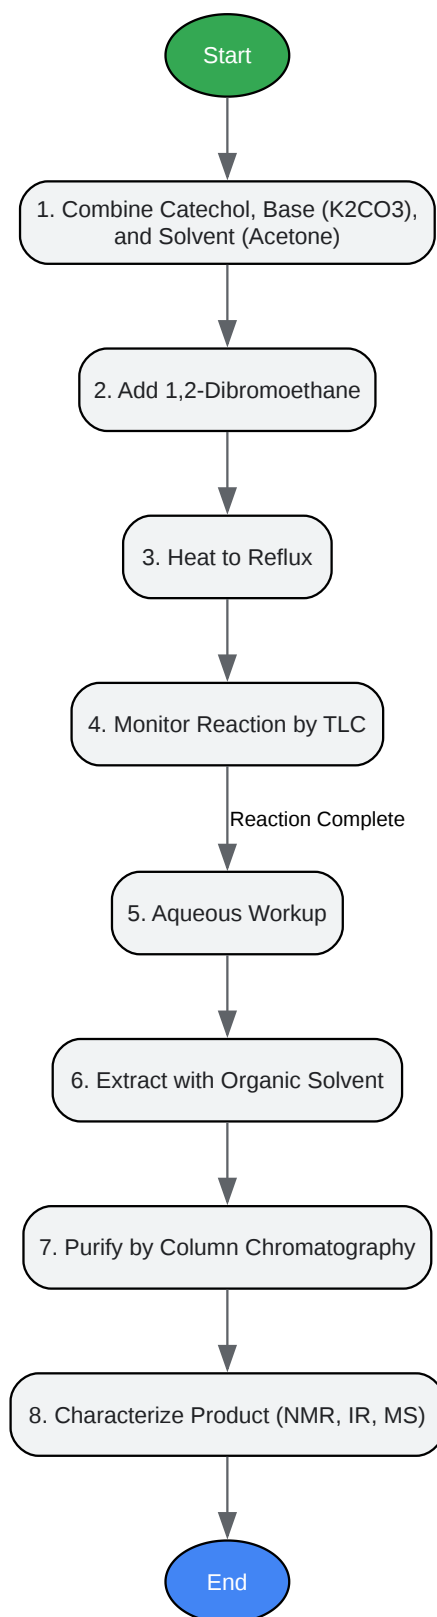 Start
1. Combine Catechol, Base (K2CO3),
and Solvent (Acetone)
2. Add 1,2-Dibromoethane
3. Heat to Reflux
4. Monitor Reaction by TLC
Reaction Complete
5. Aqueous Workup
6. Extract with Organic Solvent
7. Purify by Column Chromatography
8. Characterize Product (NMR, IR, MS)
End